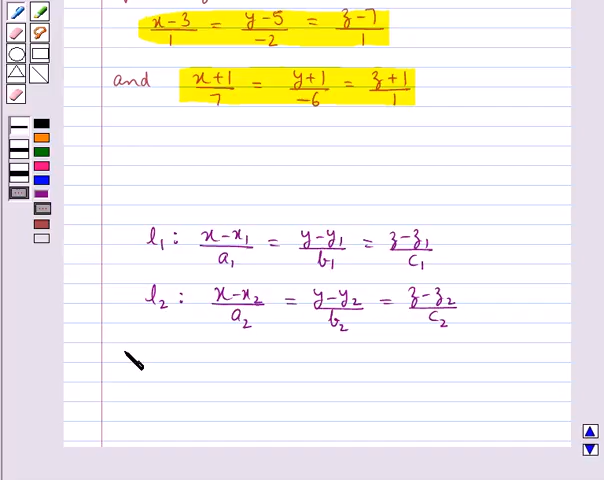 x-3/1 = y-5/-2 = z-7/1
and x+1/7 = y+1/-6 = z+1/1
l₁: x-x₁/a₁ = y-y₁/b₁ = z-z₁/c₁
l₂: x-x₂/a₂ = y-y₂/b₂ = z-z₂/c₂